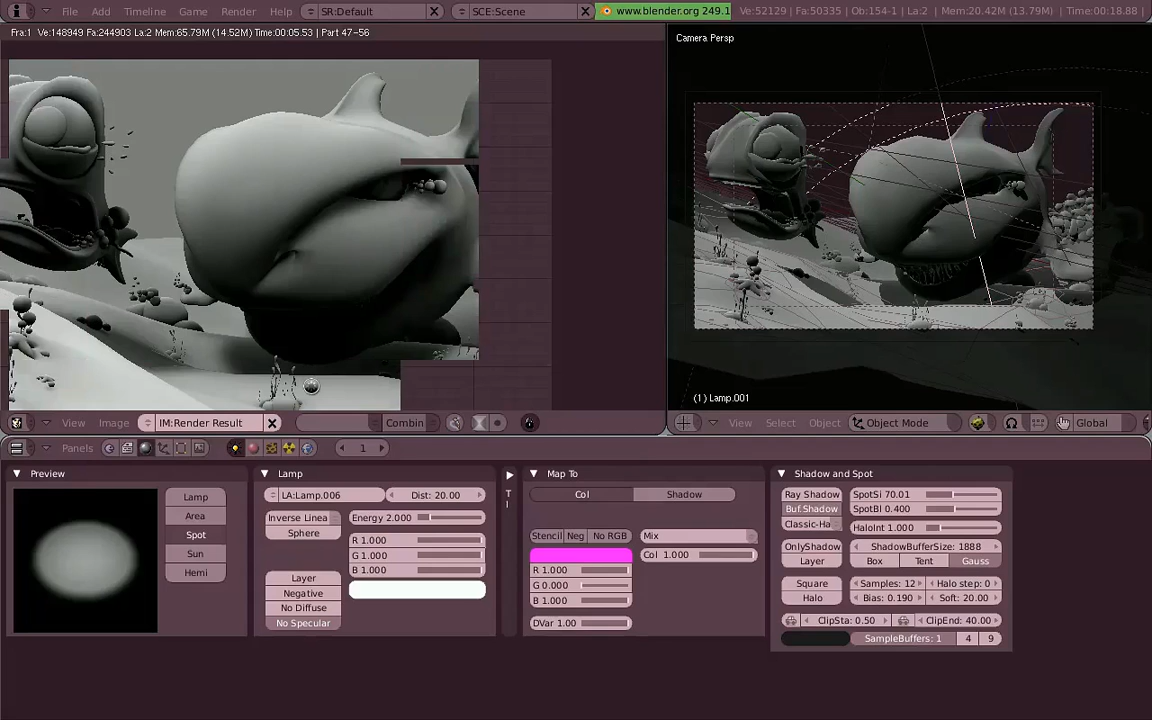 File Add Timeline Game Render Help SR:Default SCE:Scene www.blender.org 249.1 Ve:52129 Fa:50335 Ob:154-1 La:2 Mem:20.42M (13.79M) Time:00:18.88
Fra:1 Ve:148949 Fa:244903 La:2 Mem:65.79M (14.52M) Time:00:05.53 | Part 47-56
Camera Persp
(1) Lamp.001
View Image IM:Render Result Combin
View Select Object Object Mode Global
Panels 1
Preview
Lamp
Area
Spot
Sun
Hemi
Lamp
LA:Lamp.006 Dist: 20.00
Inverse Linea Energy 2.000
Sphere
R 1.000
G 1.000
B 1.000
Layer
Negative
No Diffuse
No Specular
T
Map To
Col Shadow
Stencil Neg No RGB Mix
Col 1.000
R 1.000
G 0.000
B 1.000
DVar 1.00
Shadow and Spot
Ray Shadow SpotSi 70.01
Buf.Shadow SpotBl 0.400
Classic-Ha HaloInt 1.000
OnlyShadow ShadowBufferSize: 1888
Layer Box Tent Gauss
Square Samples: 12 Halo step: 0
Halo Bias: 0.190 Soft: 20.00
ClipSta: 0.50 ClipEnd: 40.00
SampleBuffers: 1 4 9